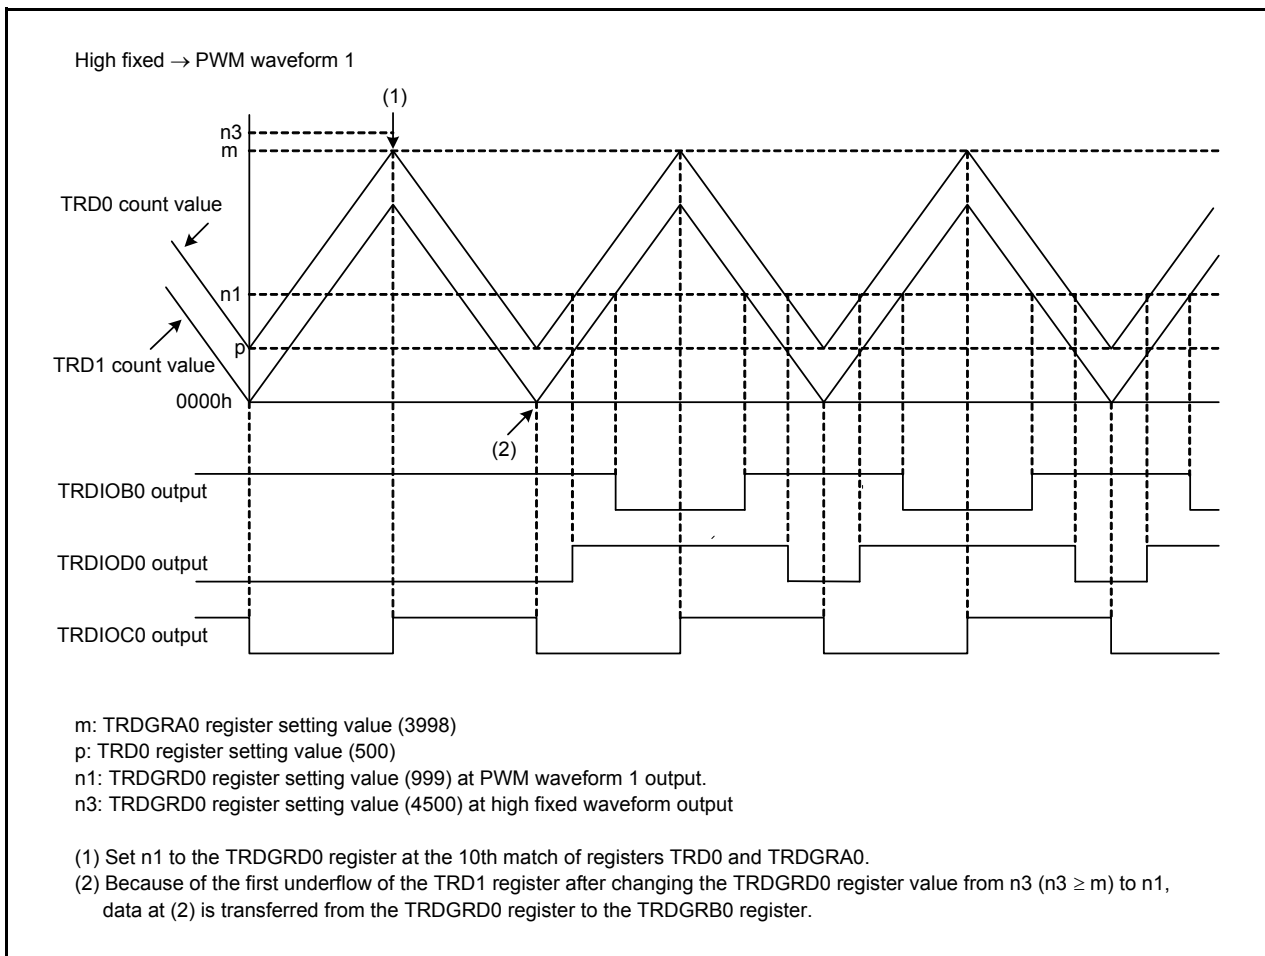 High fixed → PWM waveform 1
(1)
n3
m
TRD0 count value
n1
p
TRD1 count value
0000h
(2)
TRDIOB0 output
TRDIOD0 output
TRDIOC0 output
m: TRDGRA0 register setting value (3998)
p: TRD0 register setting value (500)
n1: TRDGRD0 register setting value (999) at PWM waveform 1 output.
n3: TRDGRD0 register setting value (4500) at high fixed waveform output
(1) Set n1 to the TRDGRD0 register at the 10th match of registers TRD0 and TRDGRA0.
(2) Because of the first underflow of the TRD1 register after changing the TRDGRD0 register value from n3 (n3 ≥ m) to n1,
data at (2) is transferred from the TRDGRD0 register to the TRDGRB0 register.